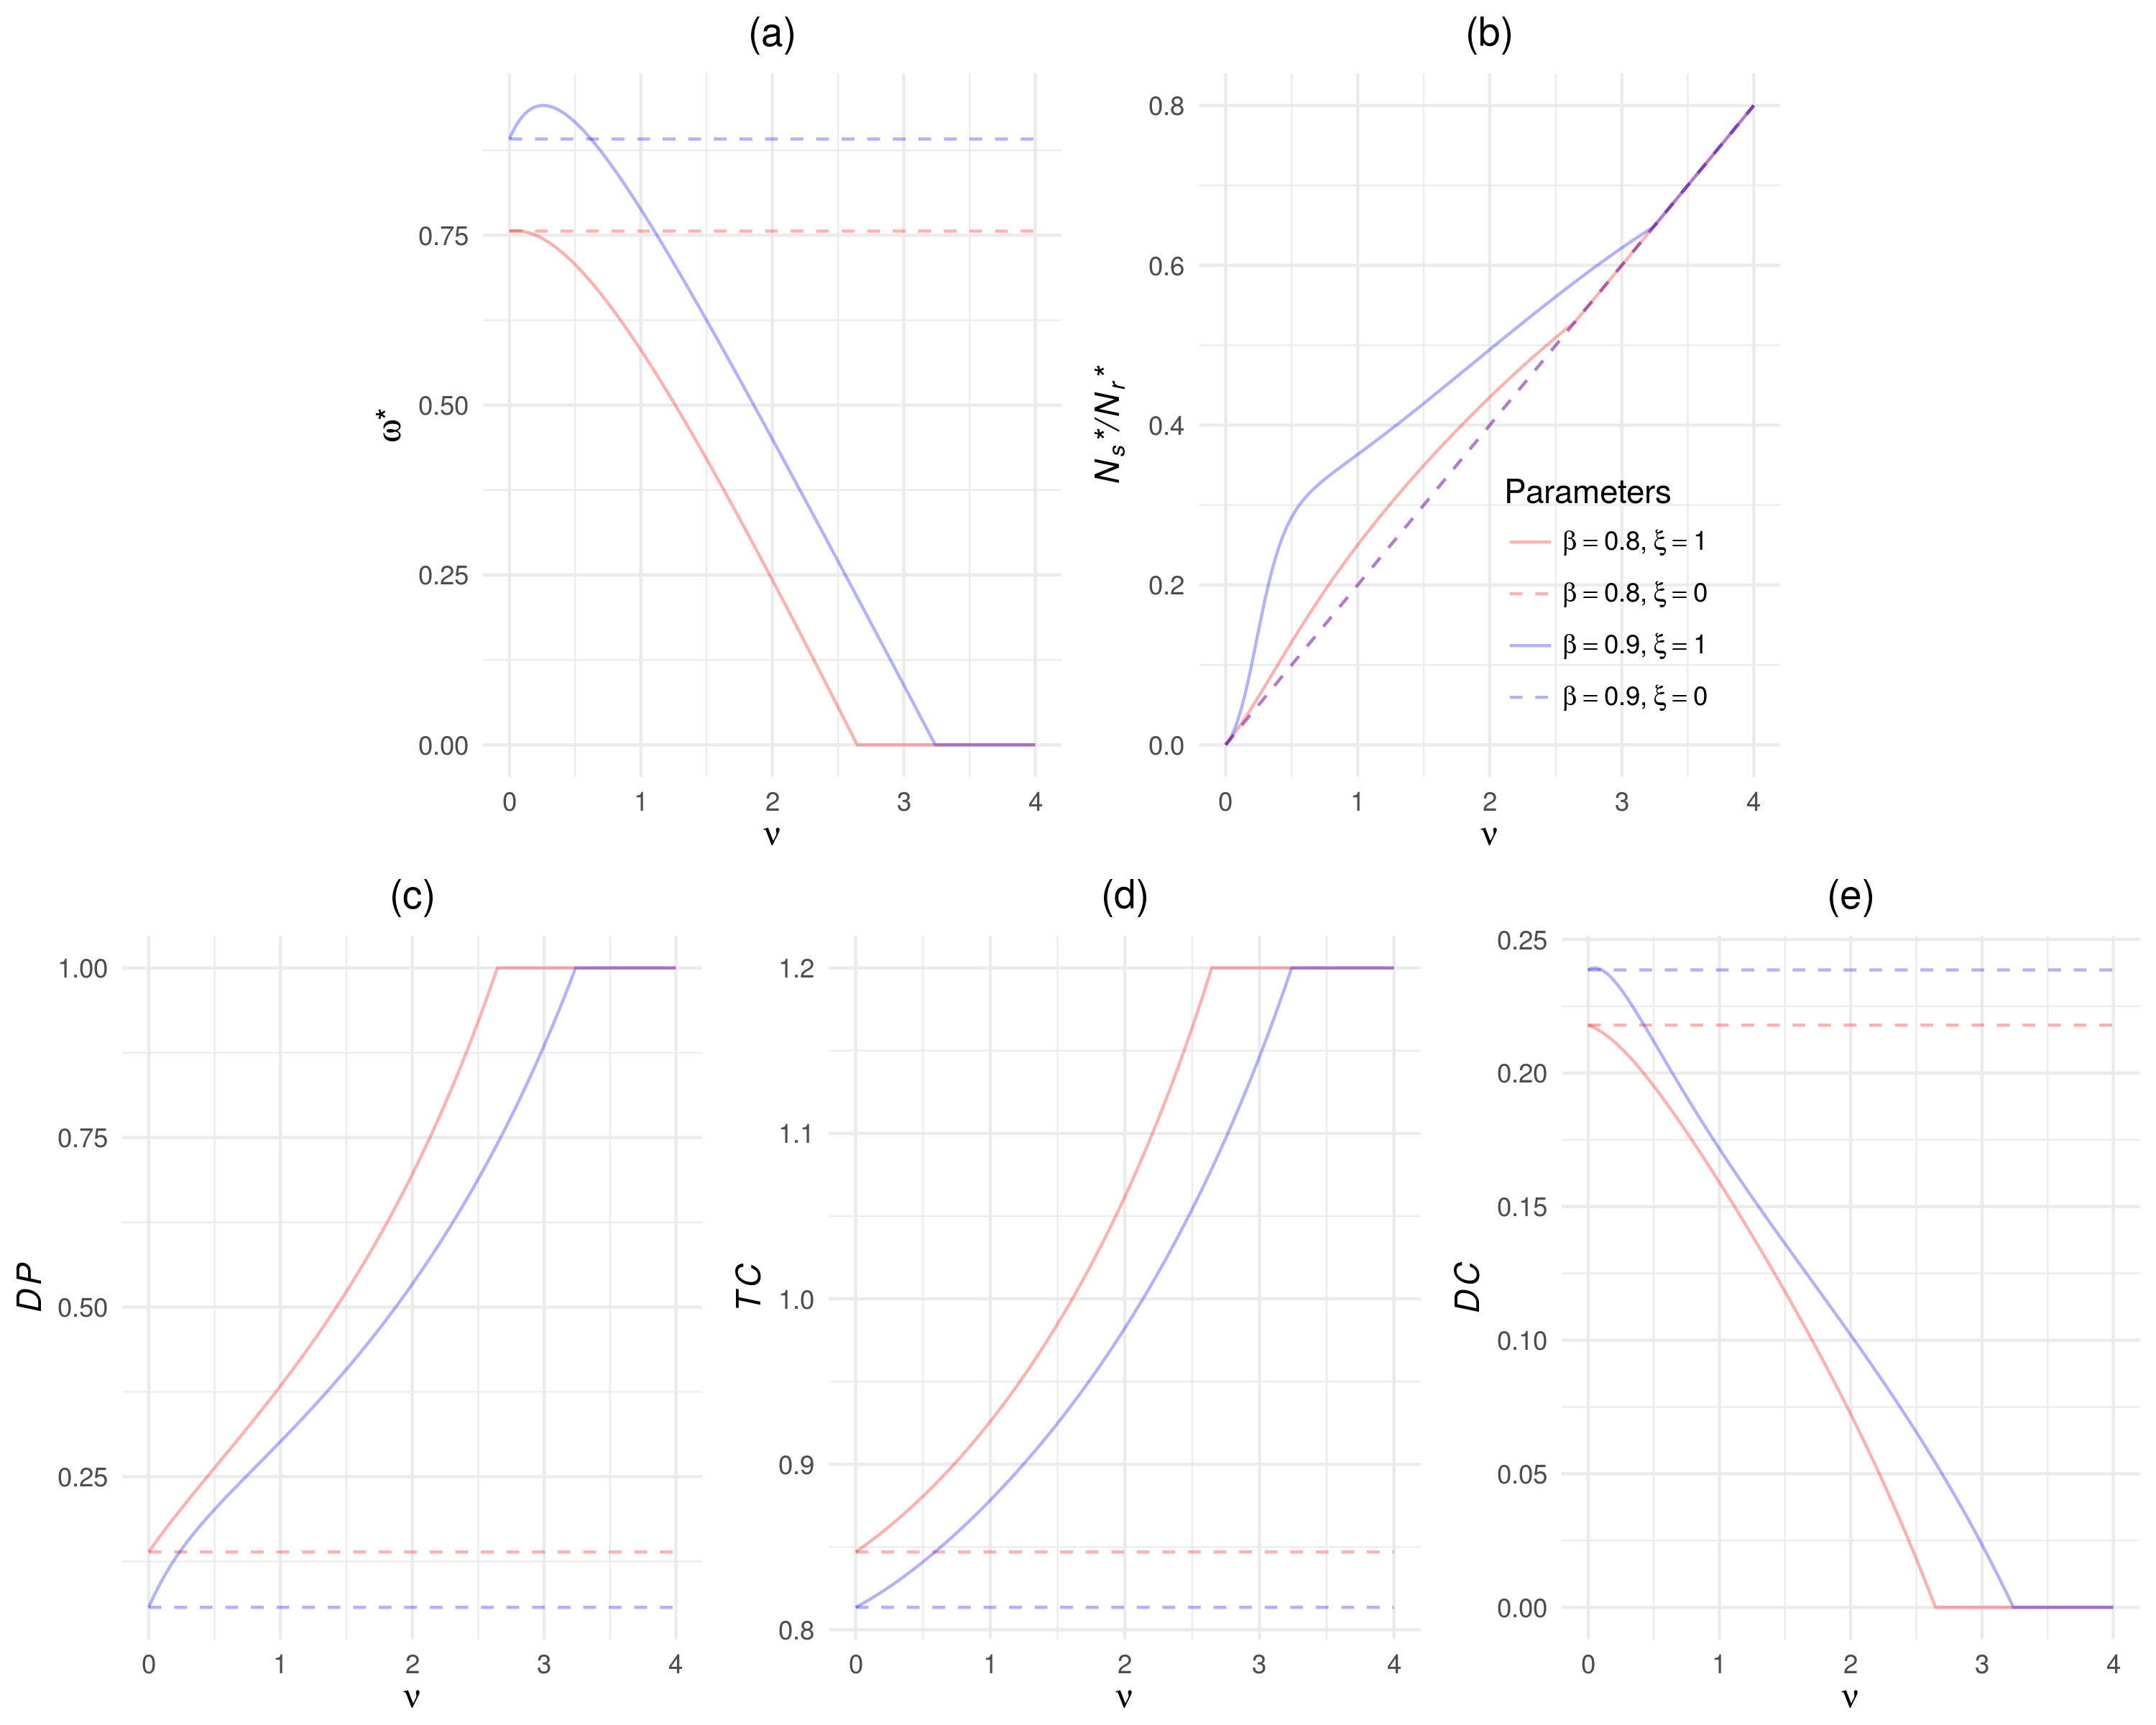 (a)
ω*
0.75
0.50
0.25
0.00
0 1 2 3 4
ν
(b)
N s */N r *
0.8
0.6
0.4
0.2
0.0
Parameters
β = 0.8, ξ = 1
β = 0.8, ξ = 0
β = 0.9, ξ = 1
β = 0.9, ξ = 0
0 1 2 3 4
ν
(c)
DP
1.00
0.75
0.50
0.25
0 1 2 3 4
ν
(d)
TC
1.2
1.1
1.0
0.9
0.8
0 1 2 3 4
ν
(e)
DC
0.25
0.20
0.15
0.10
0.05
0.00
0 1 2 3 4
ν